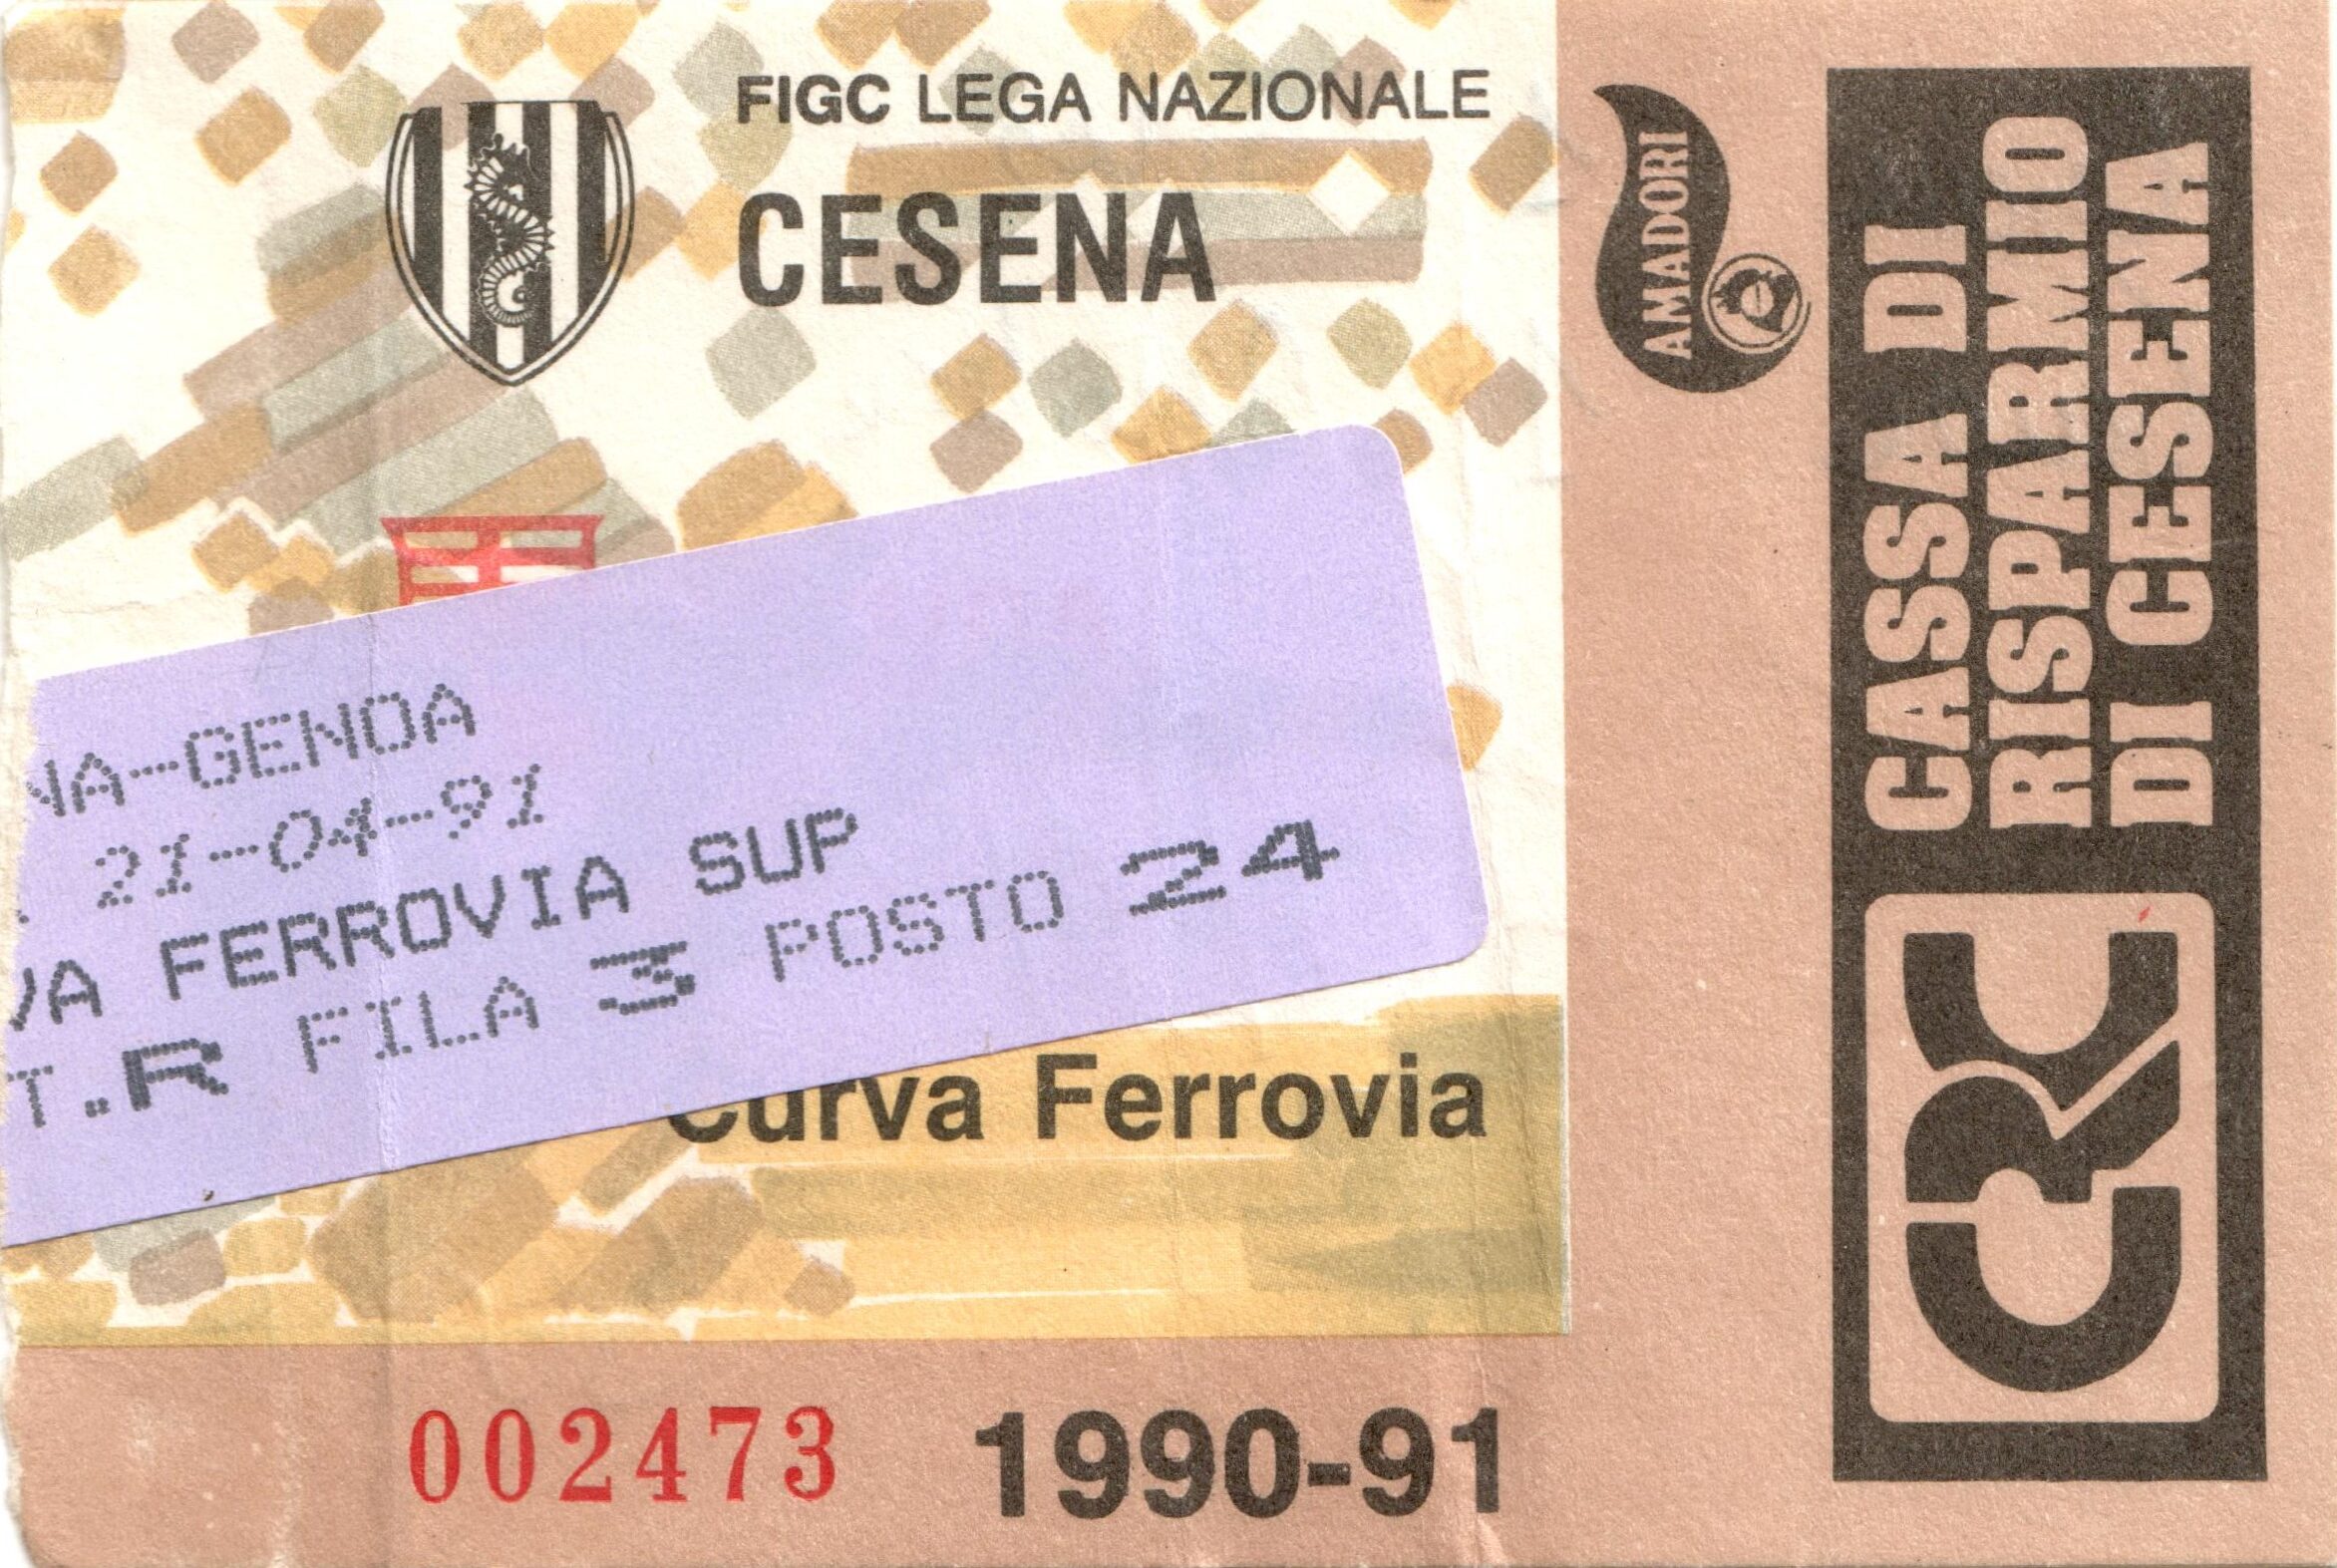 FIGC LEGA NAZIONALE
CESENA
NA-GENOA
21-04-91
VA FERROVIA SUP
T.R FILA 3 POSTO 24
Curva Ferrovia
002473
1990-91
AMADORI
CASSA DI
RISPARMIO
DI CESENA
CRC